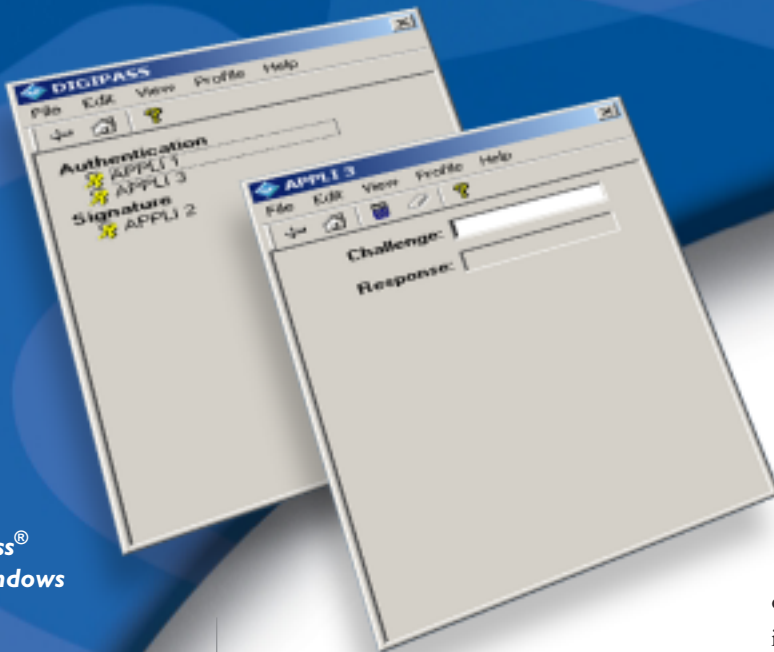 DIGIPASS
File Edit View Profile Help
Authentication
APPLI 1
APPLI 3
Signature
APPLI 2
APPLI 3
File Edit View Profile Help
Challenge:
Response:
ss®
ndows